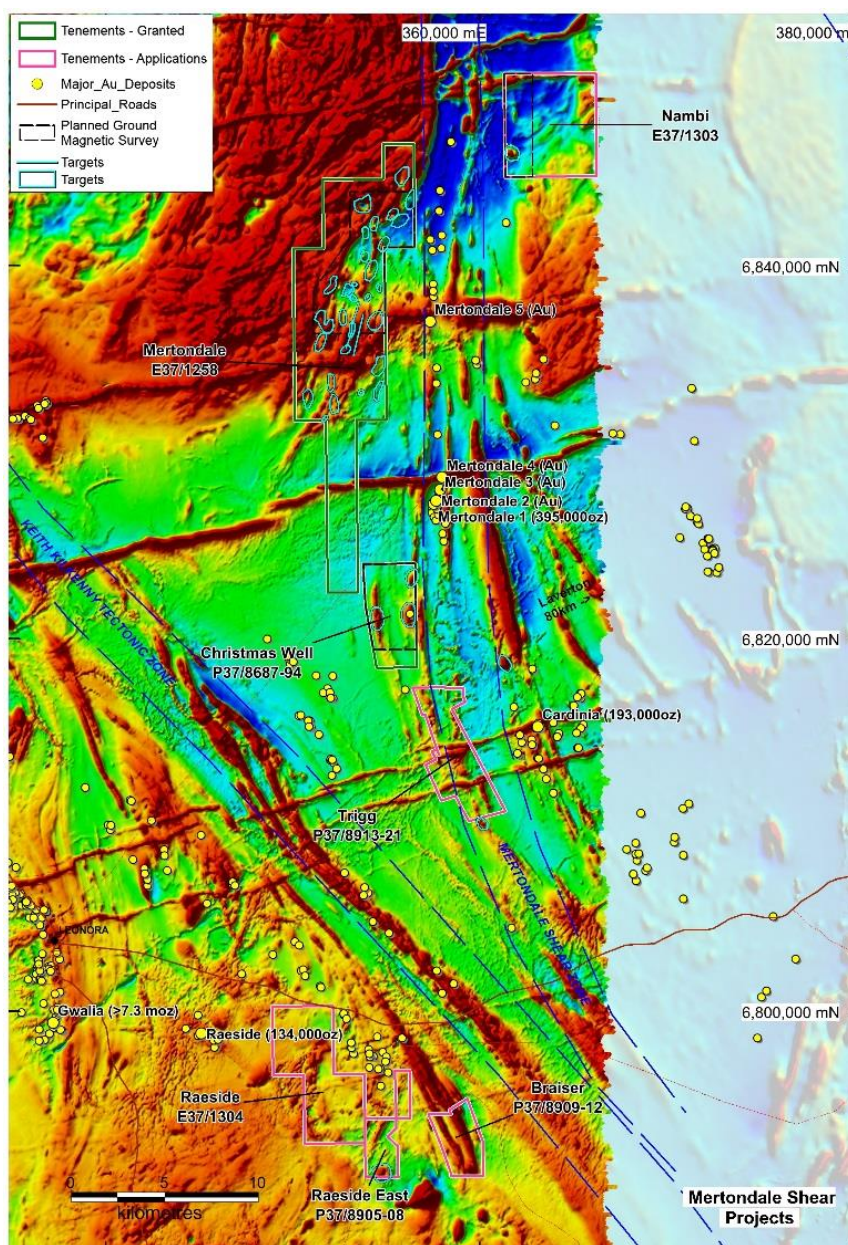 Tenements - Granted
Tenements - Applications
Major_Au_Deposits
Principal_Roads
Planned Ground
Magnetic Survey
Targets
Targets
360,000 mE
380,000 m
Nambi
E37/1303
6,840,000 mN
Mertondale 5 (Au)
Mertondale
E37/1258
Mertondale 4 (Au)
Mertondale 3 (Au)
Mertondale 2 (Au)
Mertondale 1 (395,000oz)
KEITH KILKENNY TECTONIC ZONE
Laverton
80km ->
6,820,000 mN
Christmas Well
P37/8687-94
Cardinia (193,000oz)
Trigg
P37/8913-21
MERTONDALE SHEAR ZONE
LEONORA
6,800,000 mN
Gwalia (>7.3 moz)
Raeside (134,000oz)
Raeside
E37/1304
Braiser
P37/8909-12
Raeside East
P37/8905-08
0 5 10
kilometres
Mertondale Shear
Projects